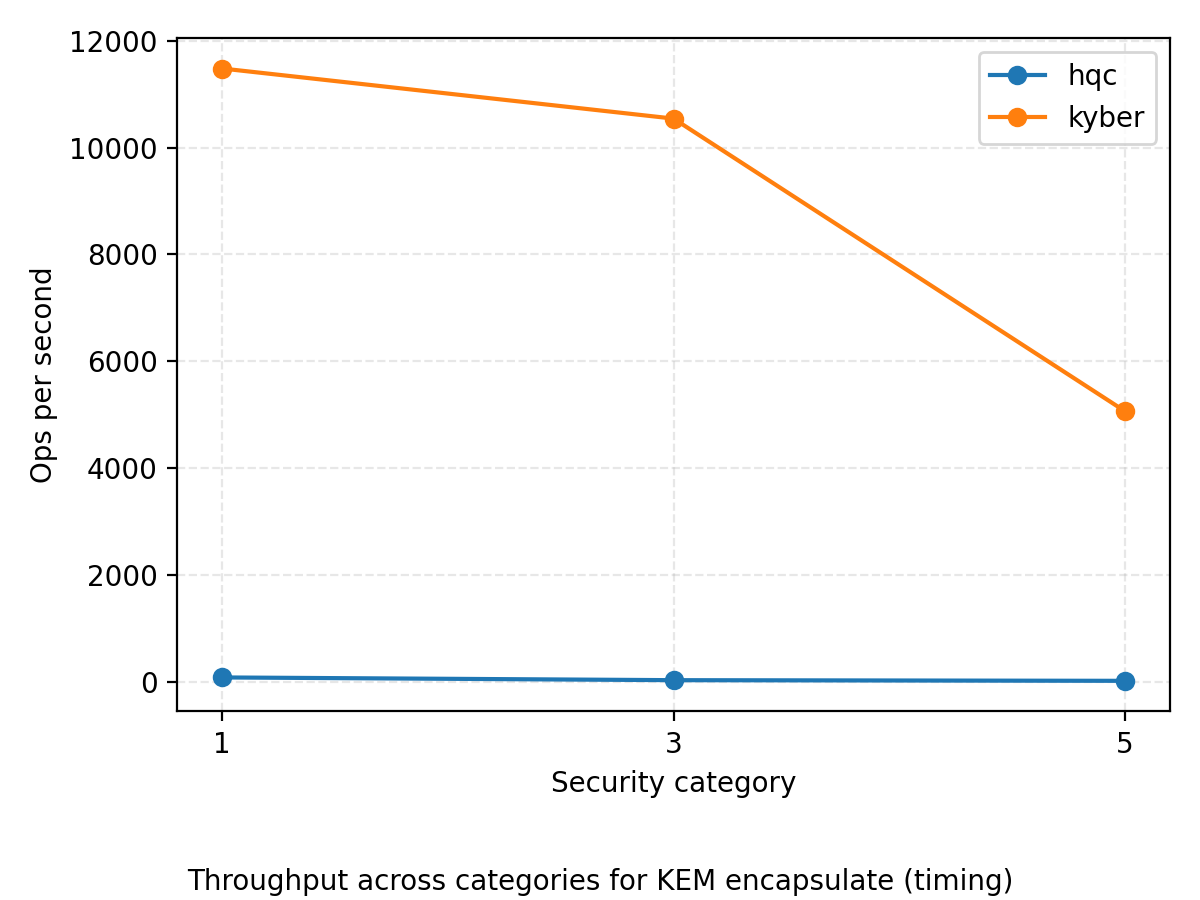 12000
10000
8000
6000
4000
2000
0
Ops per second
hqc
kyber
1 3 5
Security category
Throughput across categories for KEM encapsulate (timing)